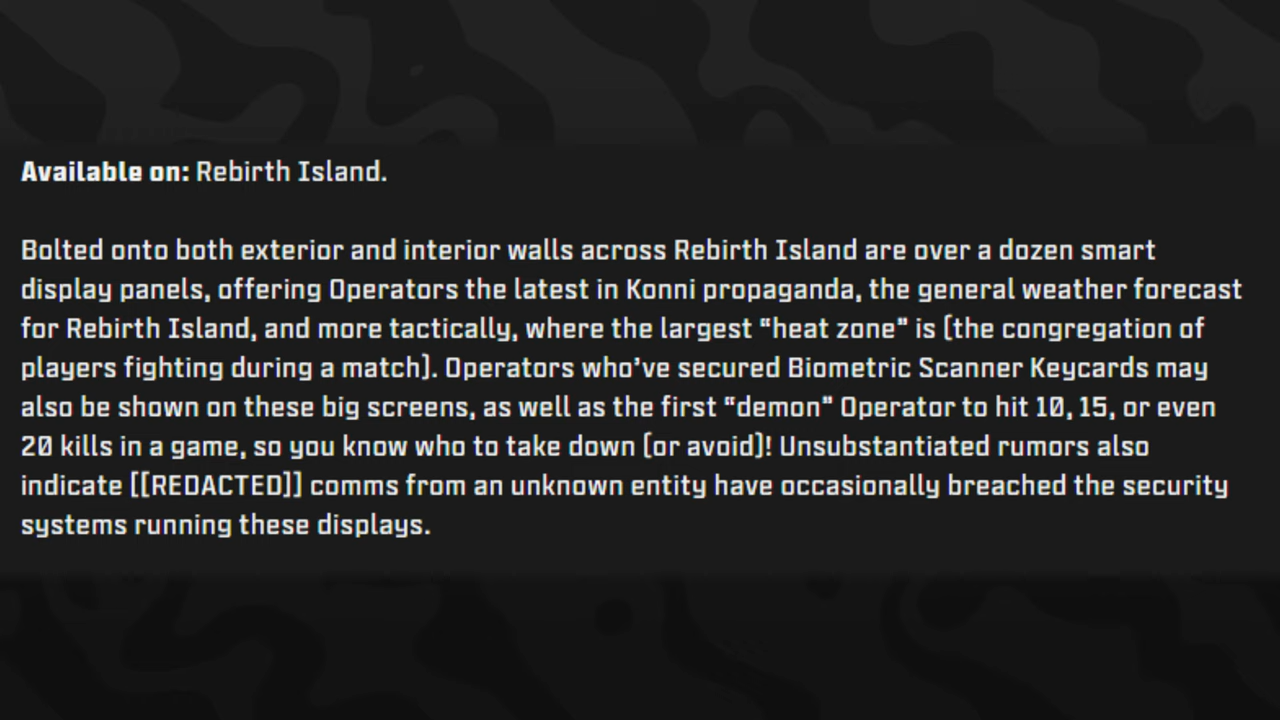 Available on: Rebirth Island.
Bolted onto both exterior and interior walls across Rebirth Island are over a dozen smart
display panels, offering Operators the latest in Konni propaganda, the general weather forecast
for Rebirth Island, and more tactically, where the largest “heat zone” is (the congregation of
players fighting during a match). Operators who’ve secured Biometric Scanner Keycards may
also be shown on these big screens, as well as the first “demon” Operator to hit 10, 15, or even
20 kills in a game, so you know who to take down (or avoid)! Unsubstantiated rumors also
indicate [[REDACTED]] comms from an unknown entity have occasionally breached the security
systems running these displays.